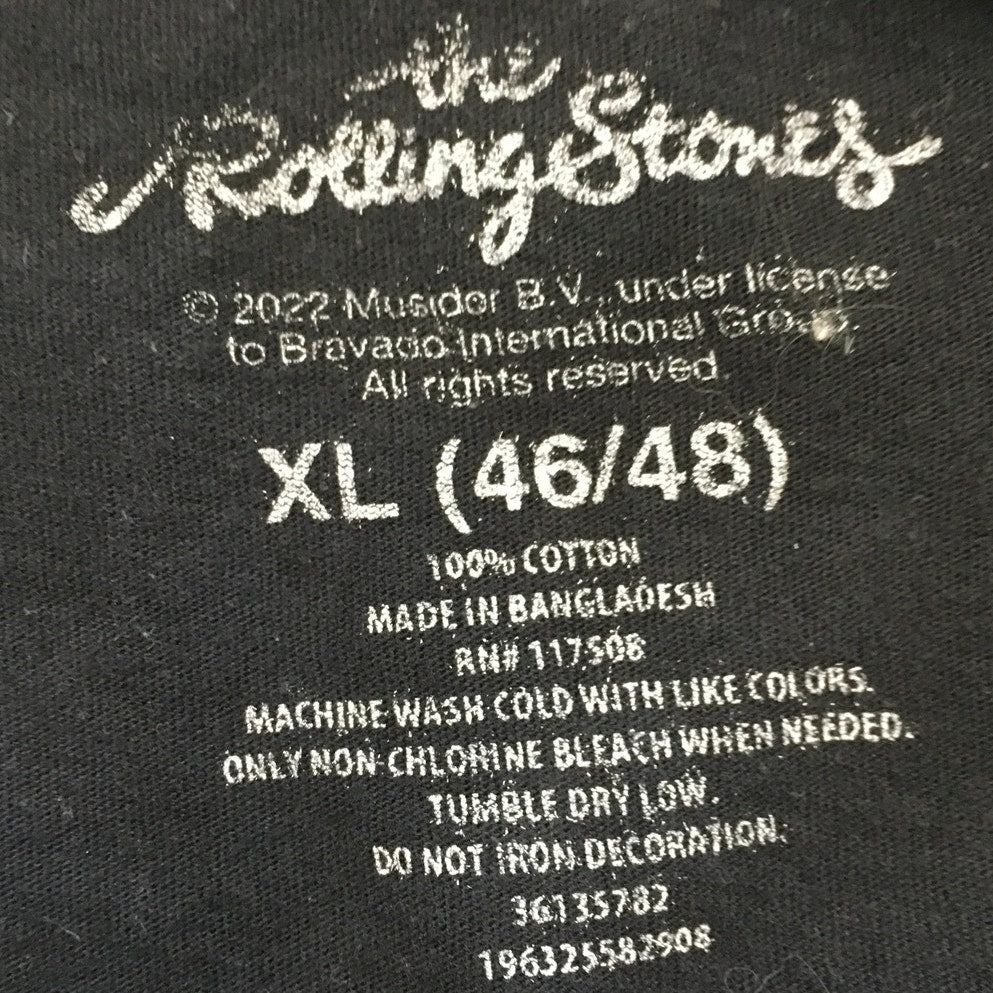 the
Rolling Stones
© 2022 Musidor B.V., under license
to Bravado International Group.
All rights reserved.
XL (46/48)
100% COTTON
MADE IN BANGLADESH
RN# 117508
MACHINE WASH COLD WITH LIKE COLORS.
ONLY NON-CHLORINE BLEACH WHEN NEEDED.
TUMBLE DRY LOW.
DO NOT IRON DECORATION.
36135782
196325582908